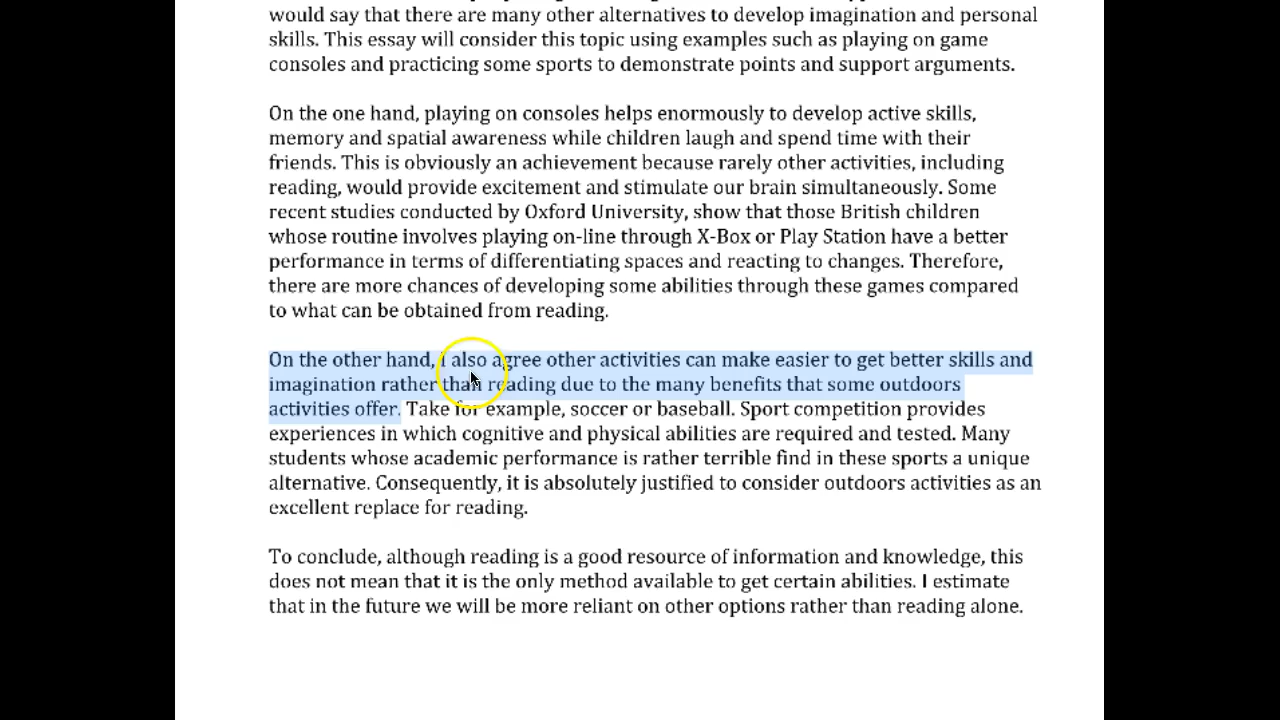 would say that there are many other alternatives to develop imagination and personal
skills. This essay will consider this topic using examples such as playing on game
consoles and practicing some sports to demonstrate points and support arguments.
On the one hand, playing on consoles helps enormously to develop active skills,
memory and spatial awareness while children laugh and spend time with their
friends. This is obviously an achievement because rarely other activities, including
reading, would provide excitement and stimulate our brain simultaneously. Some
recent studies conducted by Oxford University, show that those British children
whose routine involves playing on-line through X-Box or Play Station have a better
performance in terms of differentiating spaces and reacting to changes. Therefore,
there are more chances of developing some abilities through these games compared
to what can be obtained from reading.
On the other hand, I also agree other activities can make easier to get better skills and
imagination rather than reading due to the many benefits that some outdoors
activities offer. Take for example, soccer or baseball. Sport competition provides
experiences in which cognitive and physical abilities are required and tested. Many
students whose academic performance is rather terrible find in these sports a unique
alternative. Consequently, it is absolutely justified to consider outdoors activities as an
excellent replace for reading.
To conclude, although reading is a good resource of information and knowledge, this
does not mean that it is the only method available to get certain abilities. I estimate
that in the future we will be more reliant on other options rather than reading alone.